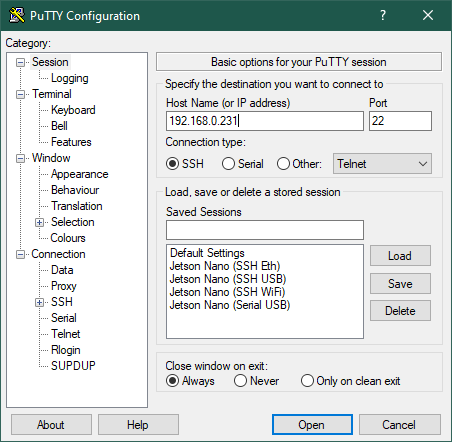 PuTTY Configuration
?
Category:
Session
Logging
Terminal
Keyboard
Bell
Features
Window
Appearance
Behaviour
Translation
Selection
Colours
Connection
Data
Proxy
SSH
Serial
Telnet
Rlogin
SUPDUP
Basic options for your PuTTY session
Specify the destination you want to connect to
Host Name (or IP address) Port
192.168.0.231 22
Connection type:
SSH Serial Other: Telnet
Load, save or delete a stored session
Saved Sessions
Default Settings
Jetson Nano (SSH Eth)
Jetson Nano (SSH USB)
Jetson Nano (SSH WiFi)
Jetson Nano (Serial USB)
Load
Save
Delete
Close window on exit:
Always Never Only on clean exit
About Help Open Cancel